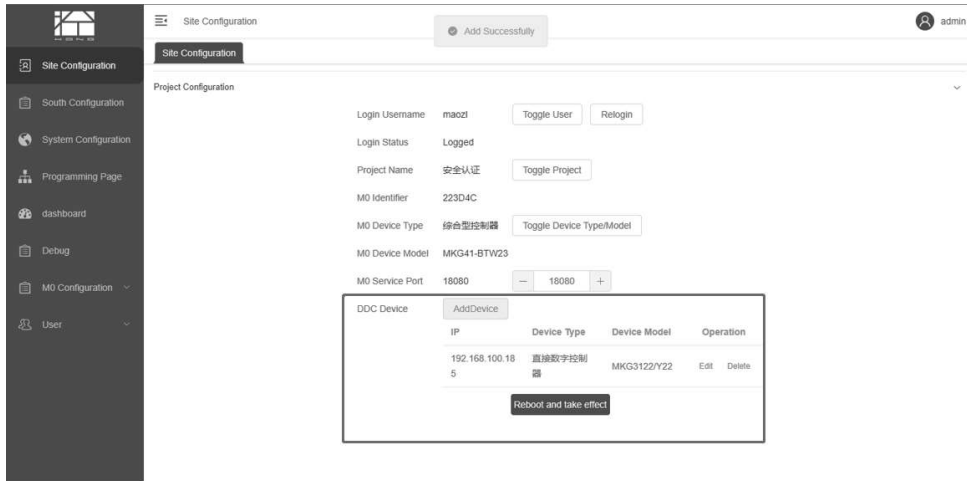 HONG
Site Configuration
Add Successfully
admin
Site Configuration
Site Configuration
South Configuration
System Configuration
Programming Page
dashboard
Debug
M0 Configuration
User
Project Configuration
Login Username maozl Toggle User Relogin
Login Status Logged
Project Name 安全认证 Toggle Project
M0 Identifier 223D4C
M0 Device Type 综合型控制器 Toggle Device Type/Model
M0 Device Model MKG41-BTW23
M0 Service Port 18080 — 18080 +
DDC Device AddDevice
IP Device Type Device Model Operation
192.168.100.18 直接数字控制 MKG3122/Y22 Edit Delete
5 器
Reboot and take effect